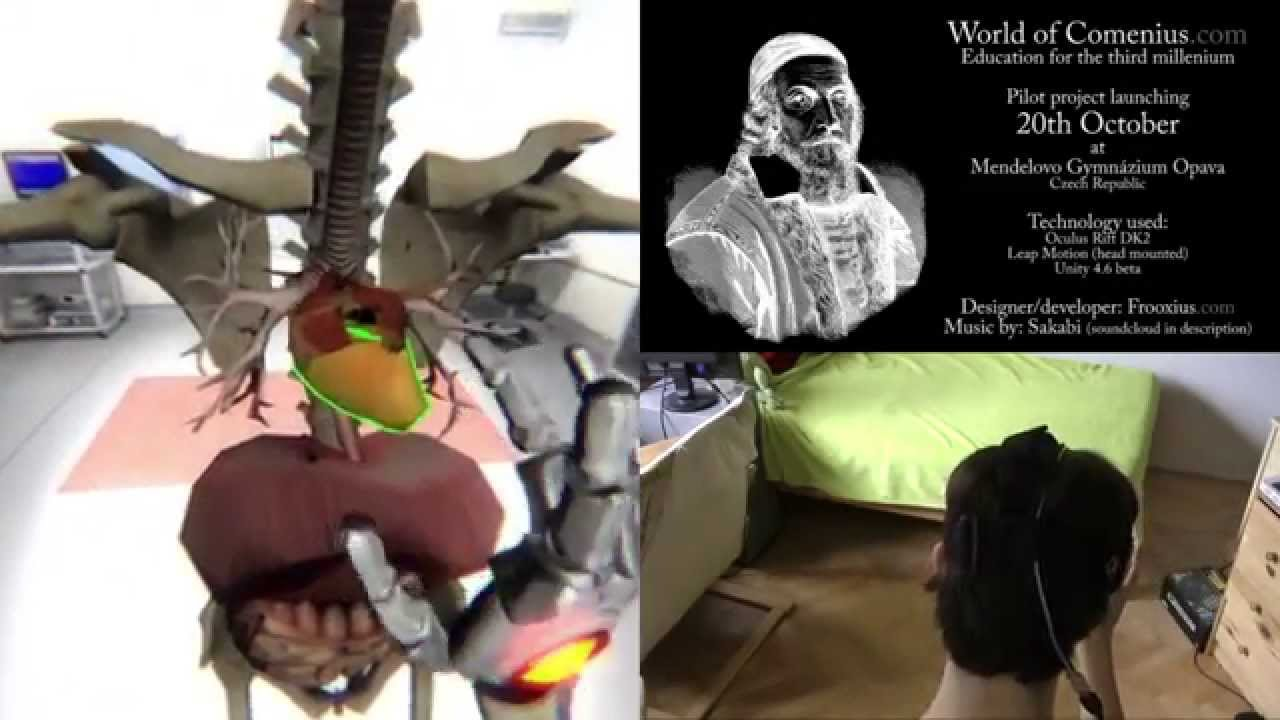 World of Comenius.com
Education for the third millenium
Pilot project launching
20th October
at
Mendelovo Gymnázium Opava
Czech Republic
Technology used:
Oculus Rift DK2
Leap Motion (head mounted)
Unity 4.6 beta
Designer/developer: Frooxius.com
Music by: Sakabi (soundcloud in description)